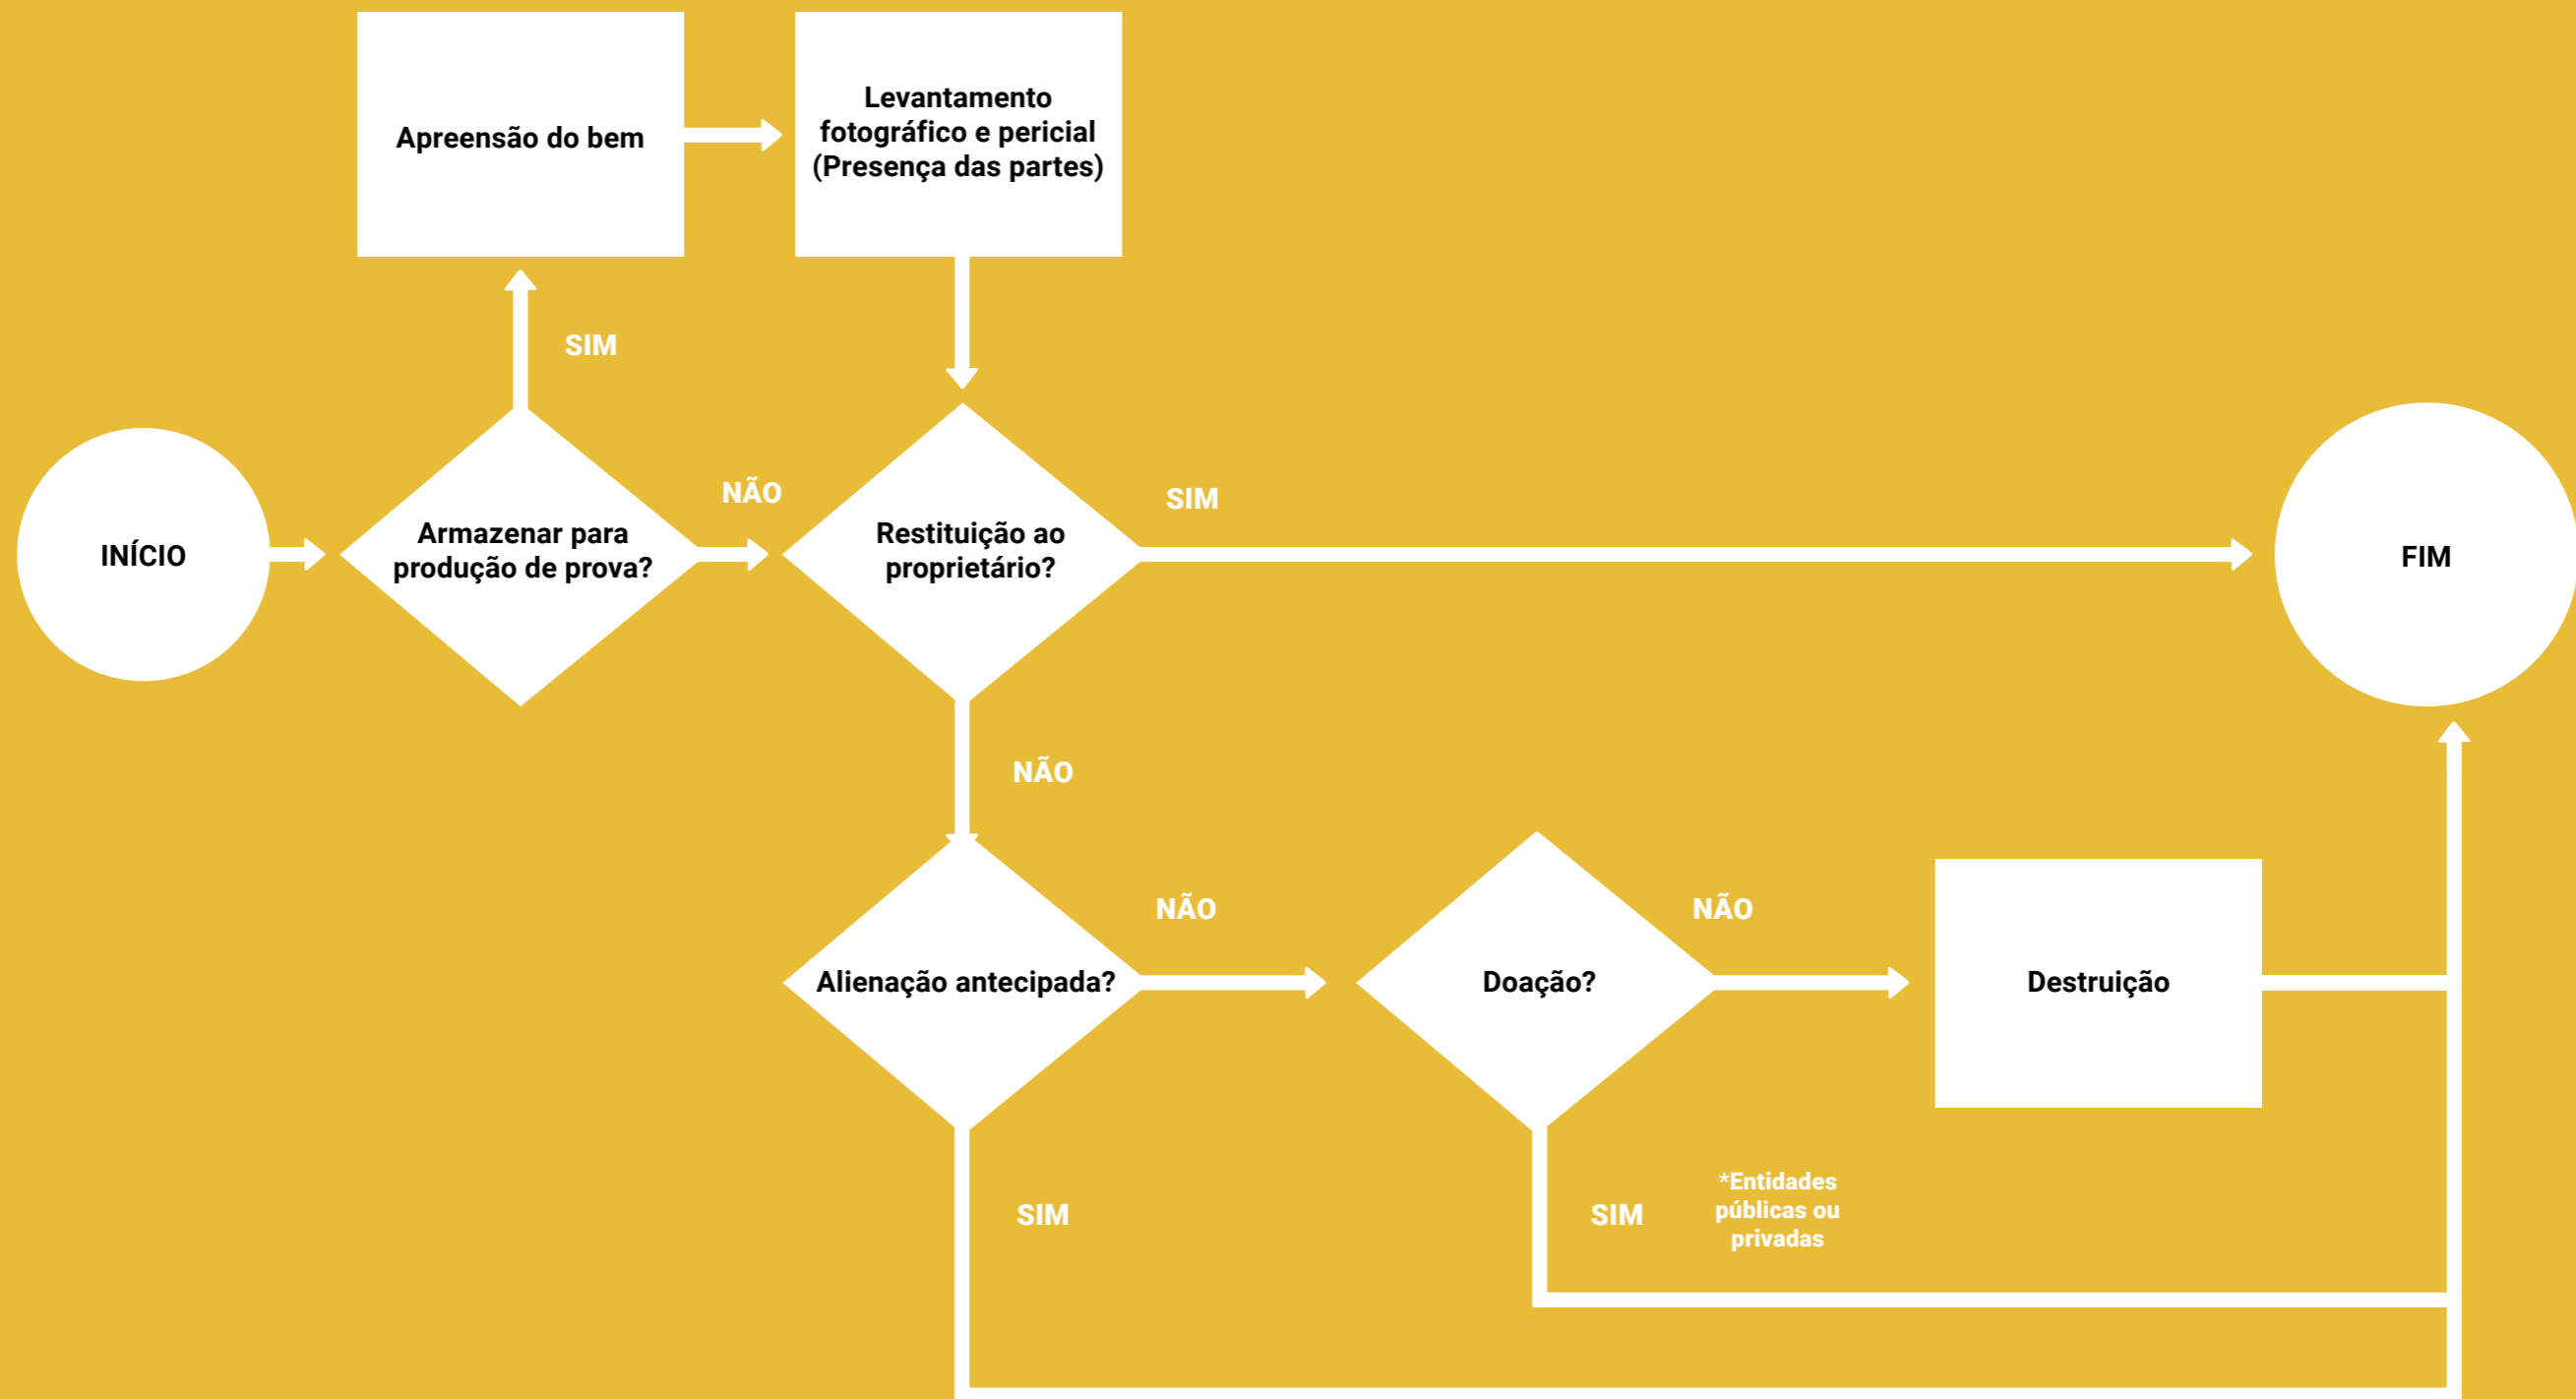 Apreensão do bem
Levantamento
fotográfico e pericial
(Presença das partes)
SIM
INÍCIO
Armazenar para
produção de prova?
NÃO
Restituição ao
proprietário?
SIM
FIM
NÃO
Alienação antecipada?
NÃO
Doação?
NÃO
Destruição
SIM
SIM
*Entidades
públicas ou
privadas